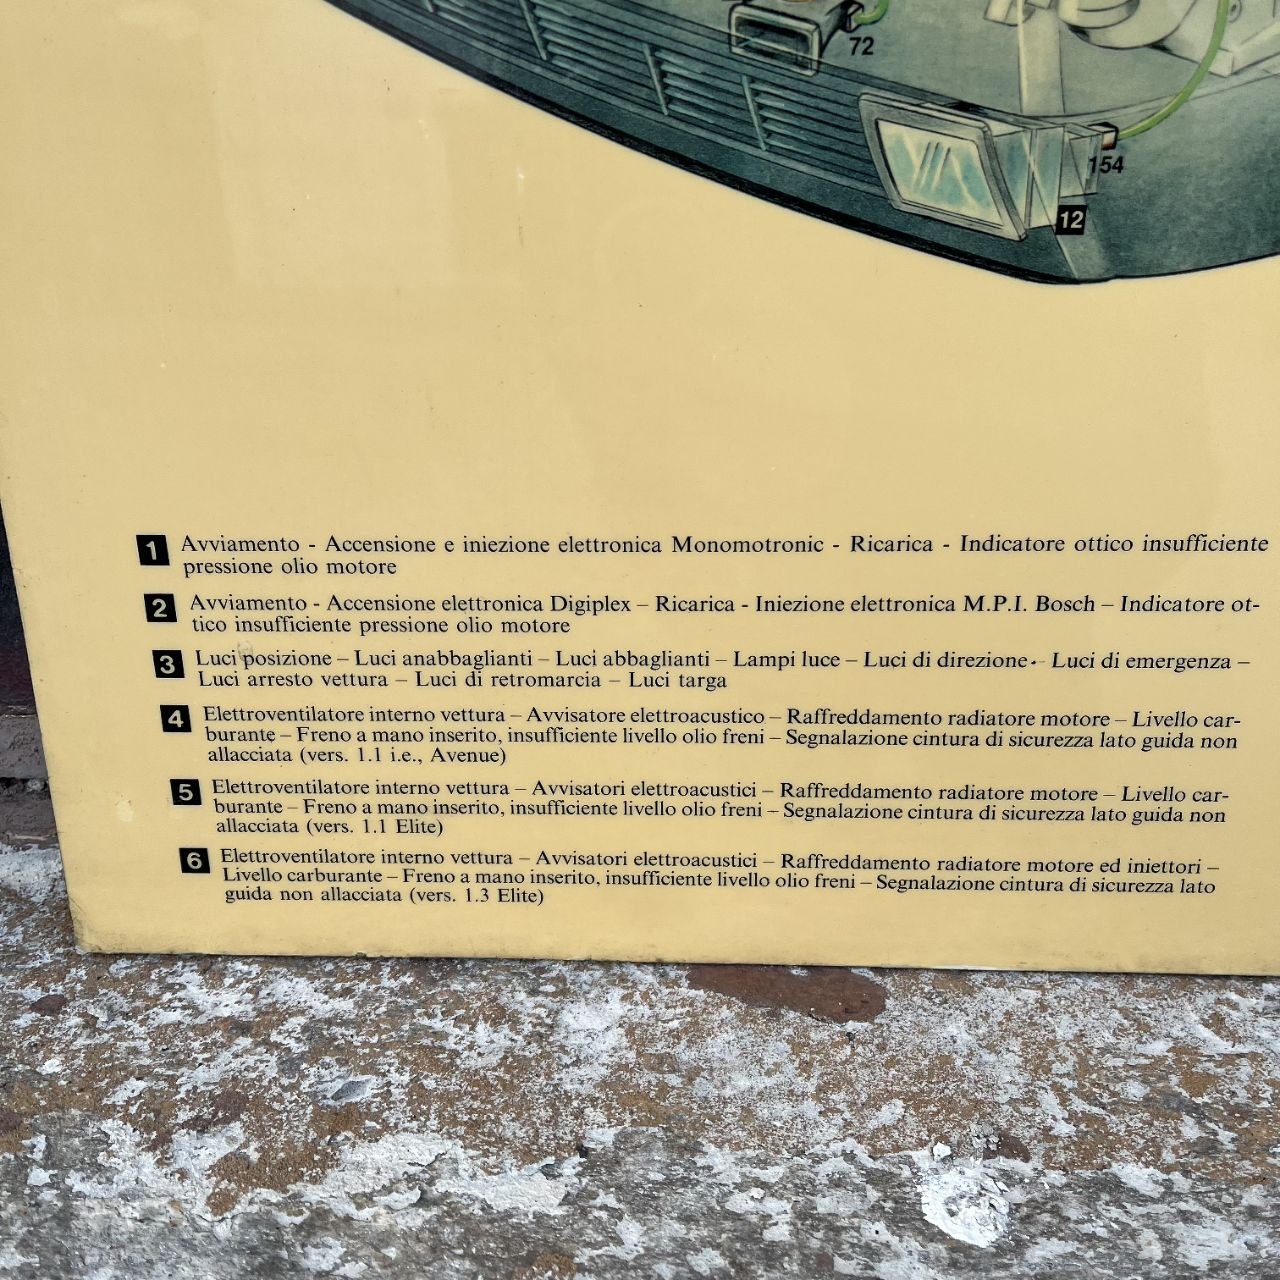 72
154
12
1 Avviamento - Accensione e iniezione elettronica Monomotronic - Ricarica - Indicatore ottico insufficiente
pressione olio motore
2 Avviamento - Accensione elettronica Digiplex – Ricarica - Iniezione elettronica M.P.I. Bosch – Indicatore ot-
tico insufficiente pressione olio motore
3 Luci posizione – Luci anabbaglianti – Luci abbaglianti – Lampi luce – Luci di direzione - Luci di emergenza –
Luci arresto vettura – Luci di retromarcia – Luci targa
4 Elettroventilatore interno vettura – Avvisatore elettroacustico – Raffreddamento radiatore motore – Livello car-
burante – Freno a mano inserito, insufficiente livello olio freni – Segnalazione cintura di sicurezza lato guida non
allacciata (vers. 1.1 i.e., Avenue)
5 Elettroventilatore interno vettura – Avvisatori elettroacustici – Raffreddamento radiatore motore – Livello car-
burante – Freno a mano inserito, insufficiente livello olio freni – Segnalazione cintura di sicurezza lato guida non
allacciata (vers. 1.1 Elite)
6 Elettroventilatore interno vettura – Avvisatori elettroacustici – Raffreddamento radiatore motore ed iniettori –
Livello carburante – Freno a mano inserito, insufficiente livello olio freni – Segnalazione cintura di sicurezza lato
guida non allacciata (vers. 1.3 Elite)